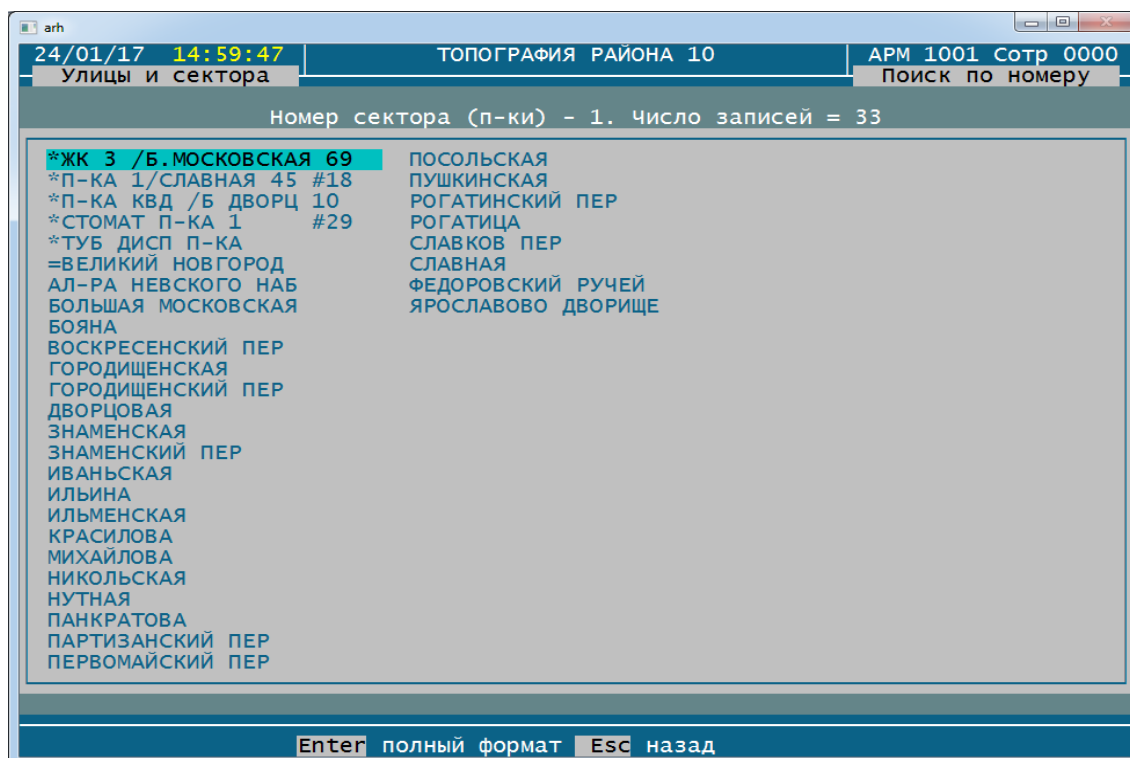 arh
24/01/17 14:59:47 ТОПОГРАФИЯ РАЙОНА 10 АРМ 1001 Сотр 0000
Улицы и сектора Поиск по номеру
Номер сектора (п-ки) - 1. Число записей = 33
*ЖК 3 /Б.МОСКОВСКАЯ 69
*П-КА 1/СЛАВНАЯ 45 #18
*П-КА КВД /Б ДВОРЦ 10
*СТОМАТ П-КА 1 #29
*ТУБ ДИСП П-КА
=ВЕЛИКИЙ НОВГОРОД
АЛ-РА НЕВСКОГО НАБ
БОЛЬШАЯ МОСКОВСКАЯ
БОЯНА
ВОСКРЕСЕНСКИЙ ПЕР
ГОРОДИЩЕНСКАЯ
ГОРОДИЩЕНСКИЙ ПЕР
ДВОРЦОВАЯ
ЗНАМЕНСКАЯ
ЗНАМЕНСКИЙ ПЕР
ИВАНЬСКАЯ
ИЛЬИНА
ИЛЬМЕНСКАЯ
КРАСИЛОВА
МИХАЙЛОВА
НИКОЛЬСКАЯ
НУТНАЯ
ПАНКРАТОВА
ПАРТИЗАНСКИЙ ПЕР
ПЕРВОМАЙСКИЙ ПЕР
ПОСОЛЬСКАЯ
ПУШКИНСКАЯ
РОГАТИНСКИЙ ПЕР
РОГАТИЦА
СЛАВКОВ ПЕР
СЛАВНАЯ
ФЕДОРОВСКИЙ РУЧЕЙ
ЯРОСЛАВОВО ДВОРИЩЕ
Enter полный формат Esc назад